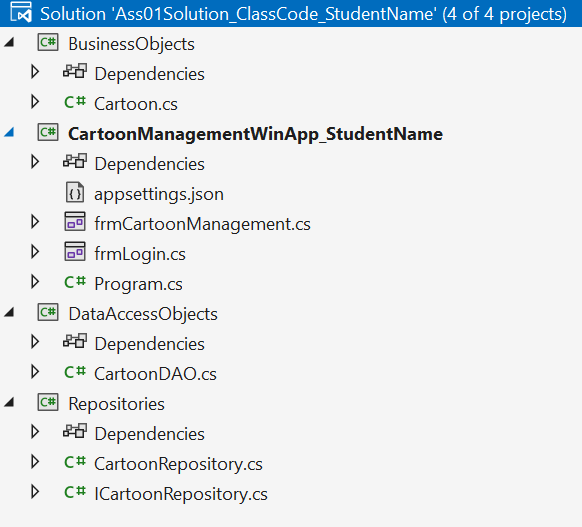 Solution 'Ass01Solution_ClassCode_StudentName' (4 of 4 projects)
C# BusinessObjects
Dependencies
C# Cartoon.cs
C# CartoonManagementWinApp_StudentName
Dependencies
appsettings.json
frmCartoonManagement.cs
frmLogin.cs
C# Program.cs
C# DataAccessObjects
Dependencies
C# CartoonDAO.cs
C# Repositories
Dependencies
C# CartoonRepository.cs
C# ICartoonRepository.cs